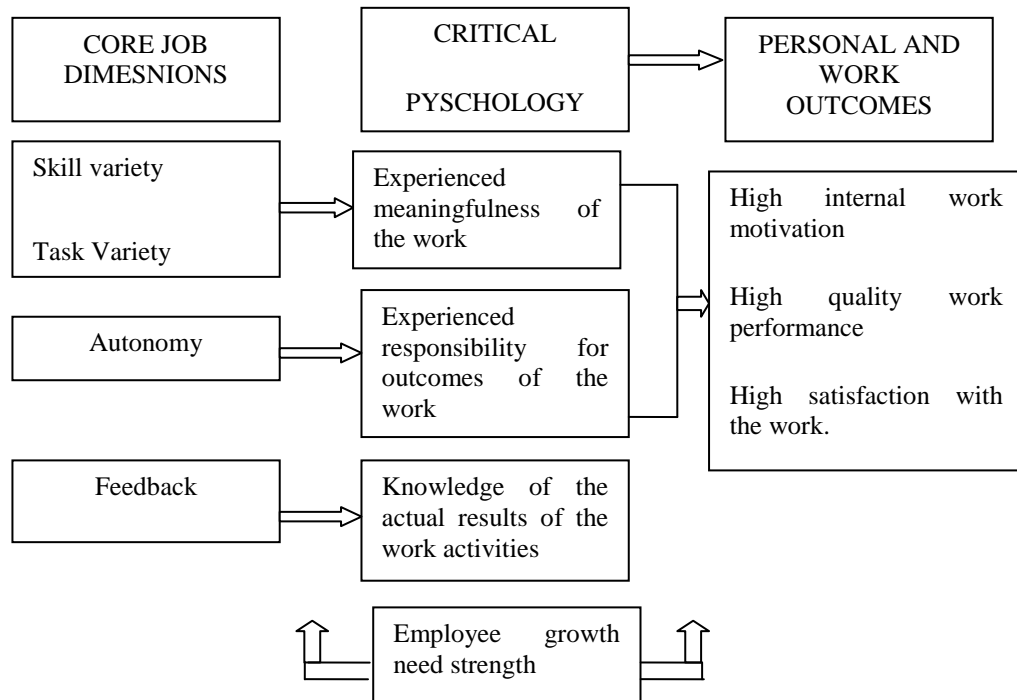 CORE JOB
DIMESNIONS
CRITICAL
PYSCHOLOGY
PERSONAL AND
WORK
OUTCOMES
Skill variety
Task Variety
Experienced
meaningfulness of
the work
High internal work
motivation
High quality work
performance
High satisfaction with
the work.
Autonomy
Experienced
responsibility for
outcomes of the
work
Feedback
Knowledge of the
actual results of the
work activities
Employee growth
need strength